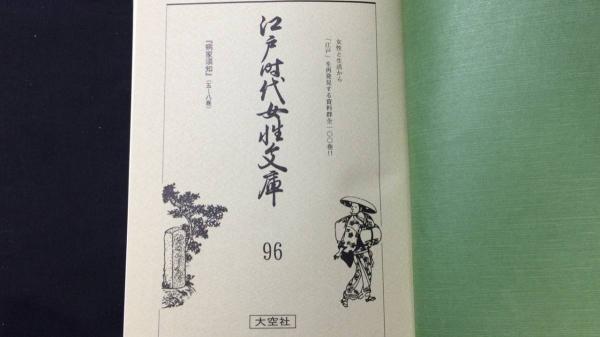 女性と生活から
「江戸」を再発見する資料群全一〇〇巻!!
江戸时代女性文庫
『病家須知』(五-八巻)
96
大空社